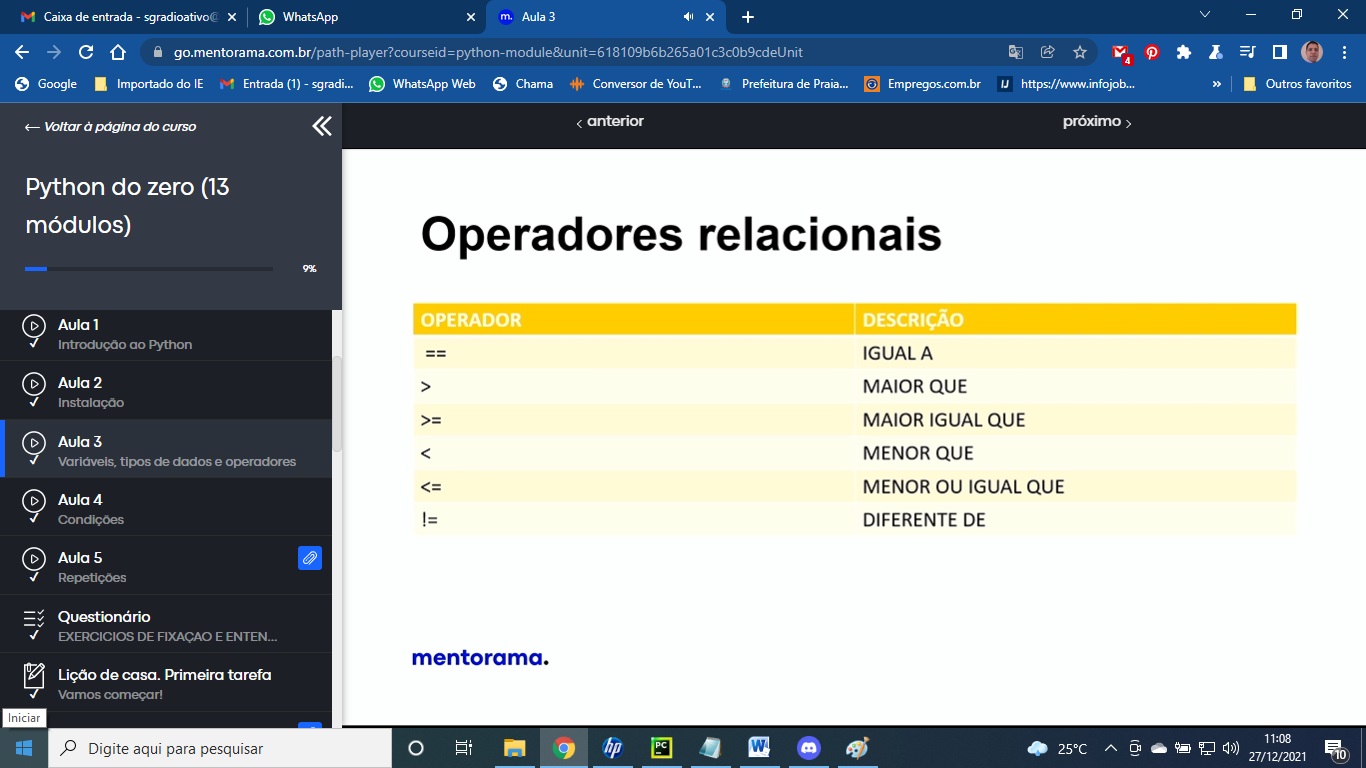 Caixa de entrada - sgradioativo@
WhatsApp
Aula 3
go.mentorama.com.br/path-player?courseid=python-module&unit=618109b6b265a01c3c0b9cdeUnit
4
Google
Importado do IE
Entrada (1) - sgradi...
WhatsApp Web
Chama
Conversor de YouT...
Prefeitura de Praia...
Empregos.com.br
https://www.infojob...
»
Outros favoritos
← Voltar à página do curso
‹ anterior
próximo ›
Python do zero (13
módulos)
9%
Aula 1
Introdução ao Python
Aula 2
Instalação
Aula 3
Variáveis, tipos de dados e operadores
Aula 4
Condições
Aula 5
Repetições
Questionário
EXERCICIOS DE FIXAÇAO E ENTEN...
Lição de casa. Primeira tarefa
Vamos começar!
Operadores relacionais
OPERADOR DESCRIÇÃO
== IGUAL A
> MAIOR QUE
>= MAIOR IGUAL QUE
< MENOR QUE
<= MENOR OU IGUAL QUE
!= DIFERENTE DE
mentorama.
Iniciar
Digite aqui para pesquisar
hp
PC
W
25°C
11:08
27/12/2021
10